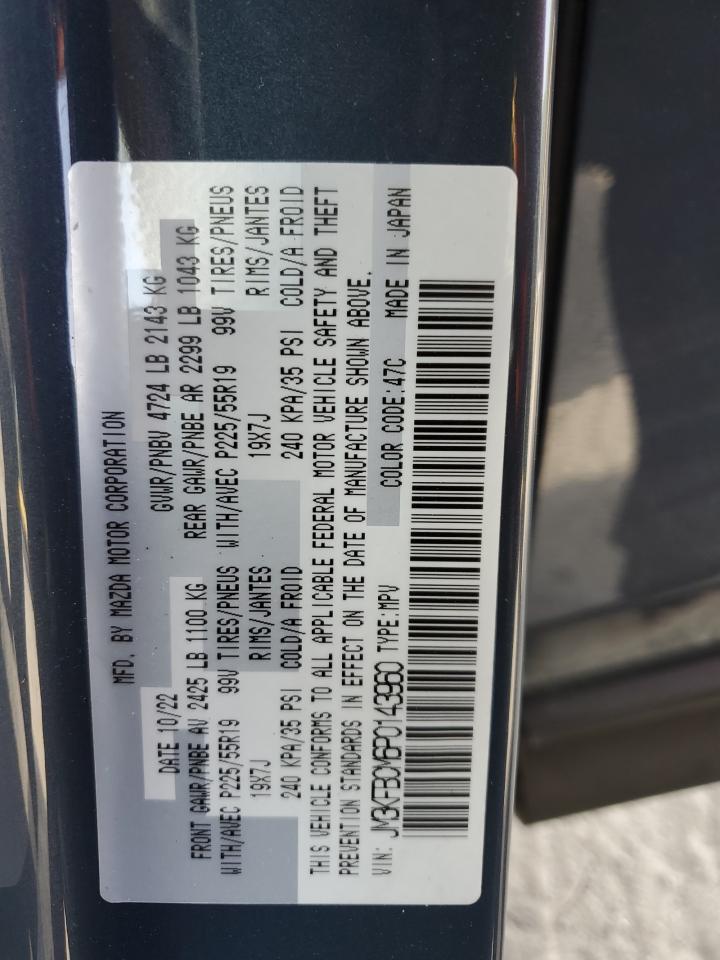 MFD. BY MAZDA MOTOR CORPORATION
DATE 10/22 GVWR/PNBV 4724 LB 2143 KG
FRONT GAWR/PNBE AV 2425 LB 1100 KG REAR GAWR/PNBE AR 2299 LB 1043 KG
WITH/AVEC P225/55R19 99V TIRES/PNEUS WITH/AVEC P225/55R19 99V TIRES/PNEUS
19X7J RIMS/JANTES 19X7J RIMS/JANTES
240 KPA/35 PSI COLD/A FROID 240 KPA/35 PSI COLD/A FROID
THIS VEHICLE CONFORMS TO ALL APPLICABLE FEDERAL MOTOR VEHICLE SAFETY AND THEFT
PREVENTION STANDARDS IN EFFECT ON THE DATE OF MANUFACTURE SHOWN ABOVE.
VIN: JM3KFBCM6P0143960 TYPE:MPV COLOR CODE:47C MADE IN JAPAN